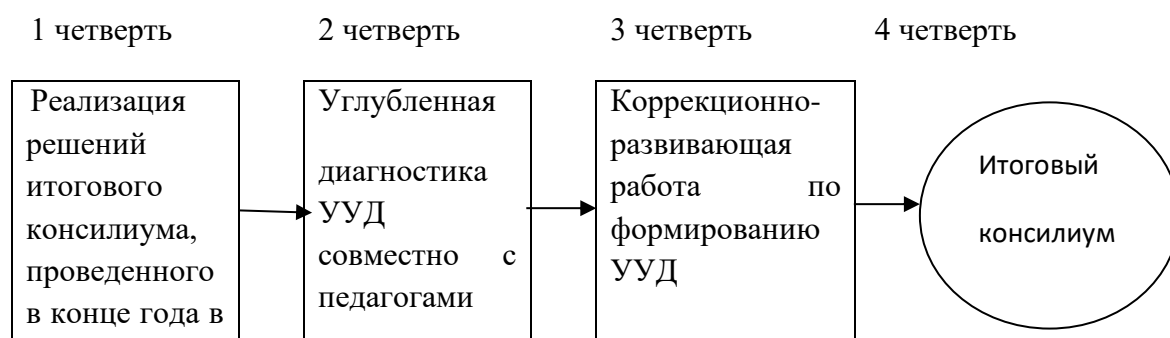 1 четверть 2 четверть 3 четверть 4 четверть
Реализация
решений
итогового
консилиума,
проведенного
в конце года в
Углубленная
диагностика
УУД
совместно с
педагогами
Коррекционно-
развивающая
работа по
формированию
УУД
Итоговый
консилиум